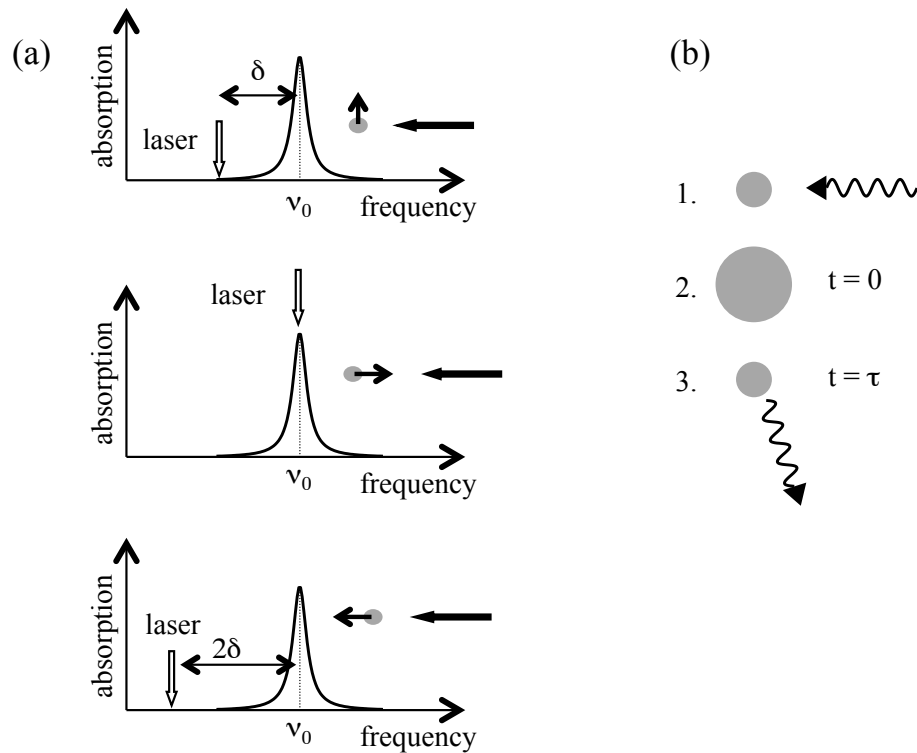 (a)
absorption
δ
laser
ν₀
frequency
laser
absorption
ν₀
frequency
absorption
laser
2δ
ν₀
frequency
(b)
1.
2.
t = 0
3.
t = τ